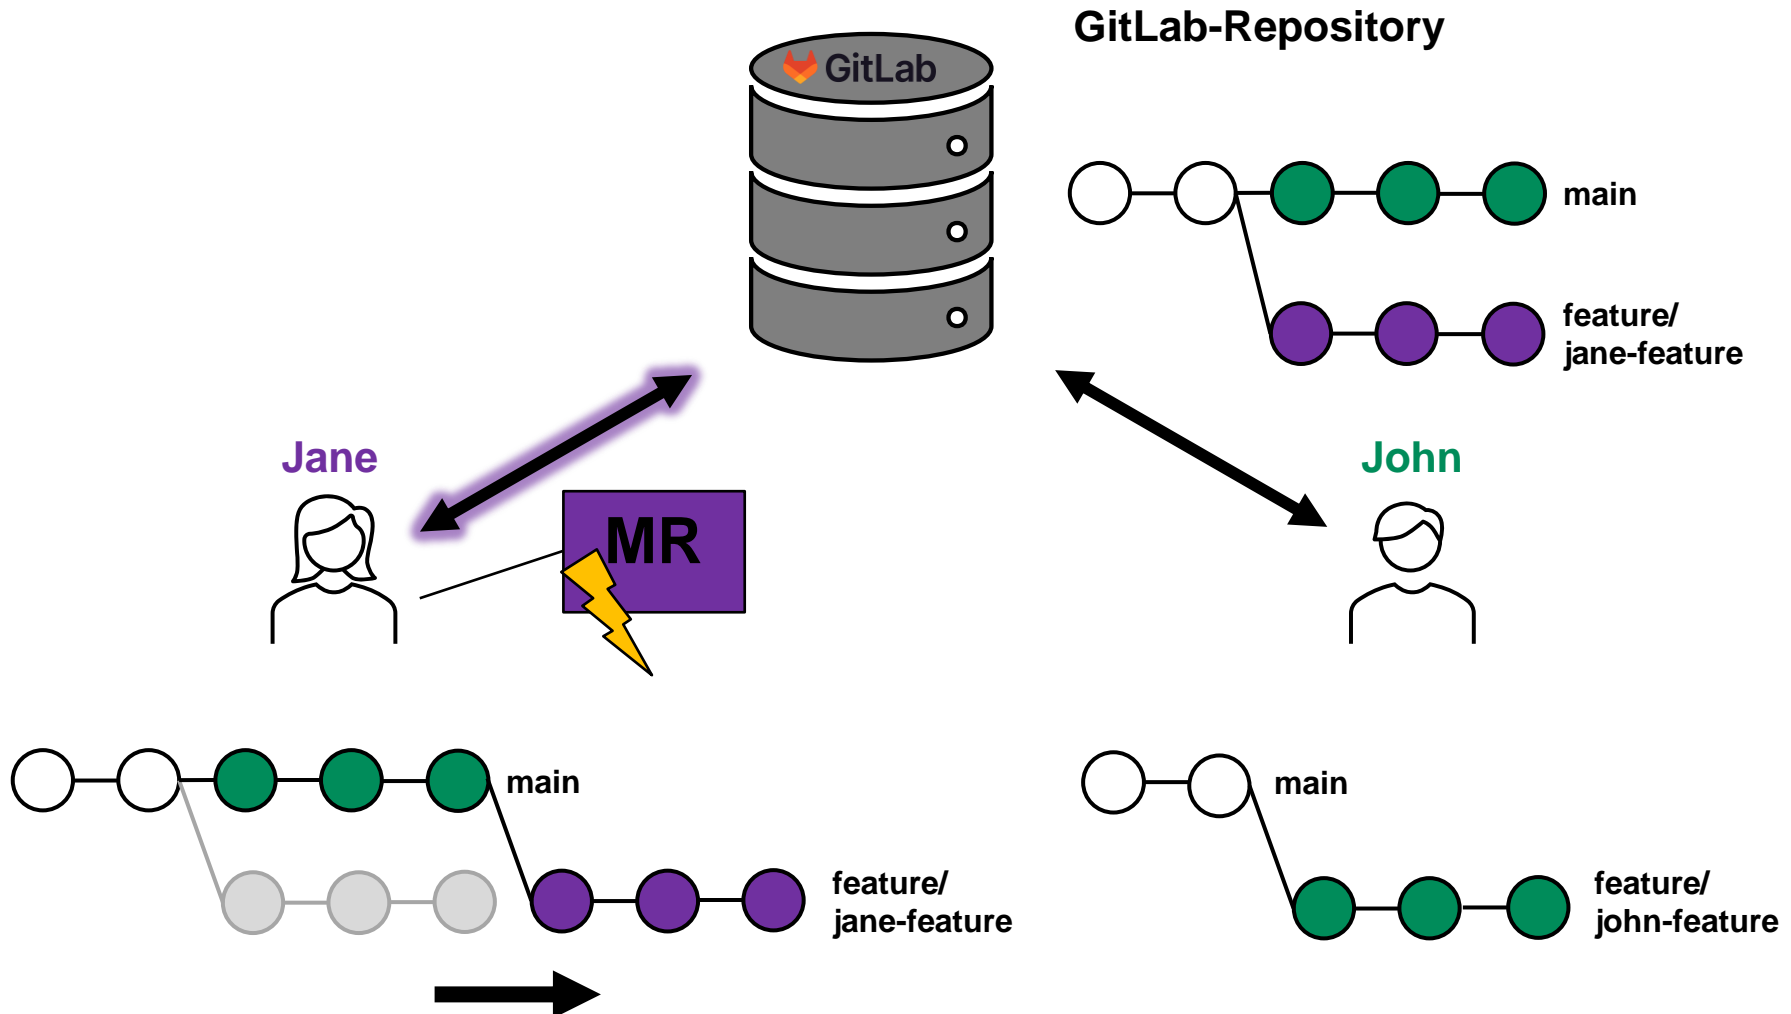 GitLab-Repository
GitLab
main
feature/
jane-feature
Jane
John
MR
main
feature/
jane-feature
main
feature/
john-feature